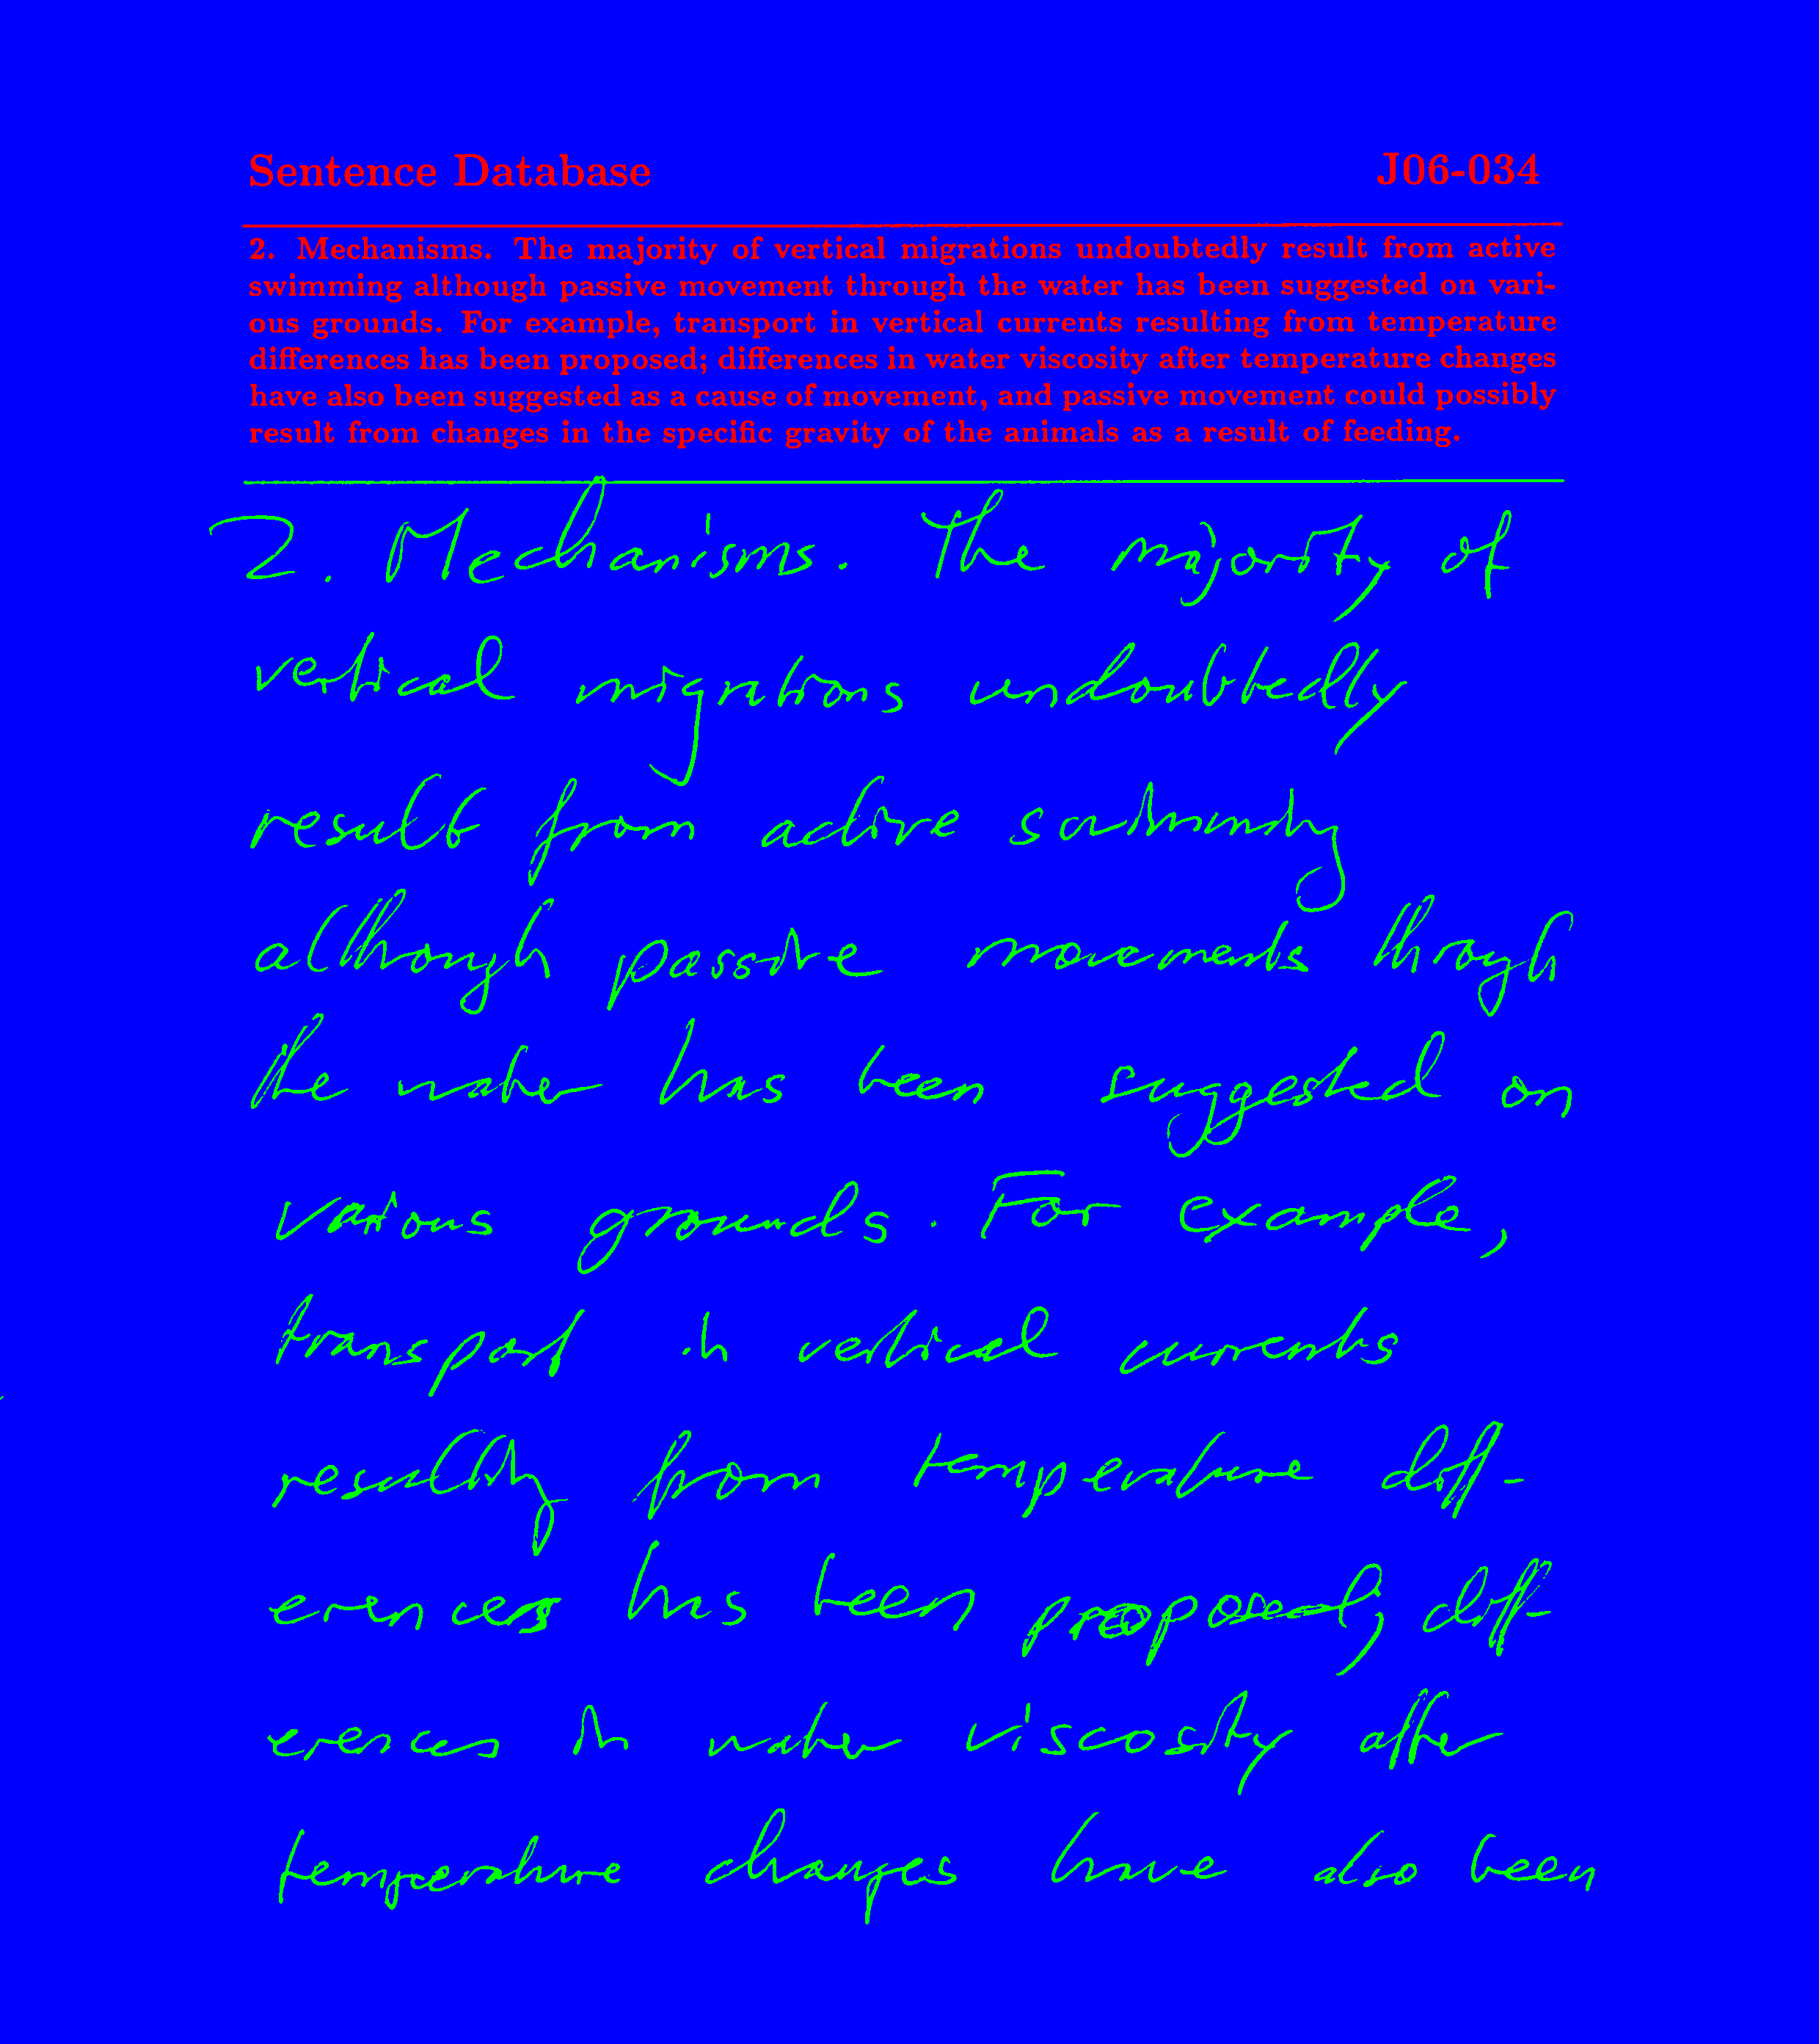 Sentence Database J06-034
2. Mechanisms. The majority of vertical migrations undoubtedly result from active
swimming although passive movement through the water has been suggested on vari-
ous grounds. For example, transport in vertical currents resulting from temperature
differences has been proposed; differences in water viscosity after temperature changes
have also been suggested as a cause of movement, and passive movement could possibly
result from changes in the specific gravity of the animals as a result of feeding.
2. Mechanisms. The majority of
vertical migrations undoubtedly
result from active swimming
although passive movements through
the water has been suggested on
various grounds. For example,
transport in vertical currents
resulting from temperature diff-
erences has been proposed; diff-
erences in water viscosity after
temperature changes have also been